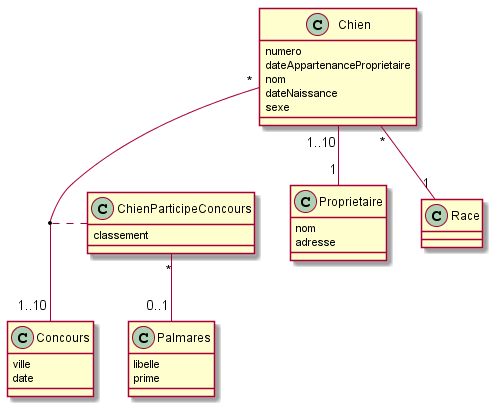 C Chien
numero
dateAppartenanceProprietaire
nom
dateNaissance
sexe
*
1..10
*
1
1
C ChienParticipeConcours
classement
C Proprietaire
nom
adresse
C Race
*
1..10
0..1
C Concours
ville
date
C Palmares
libelle
prime